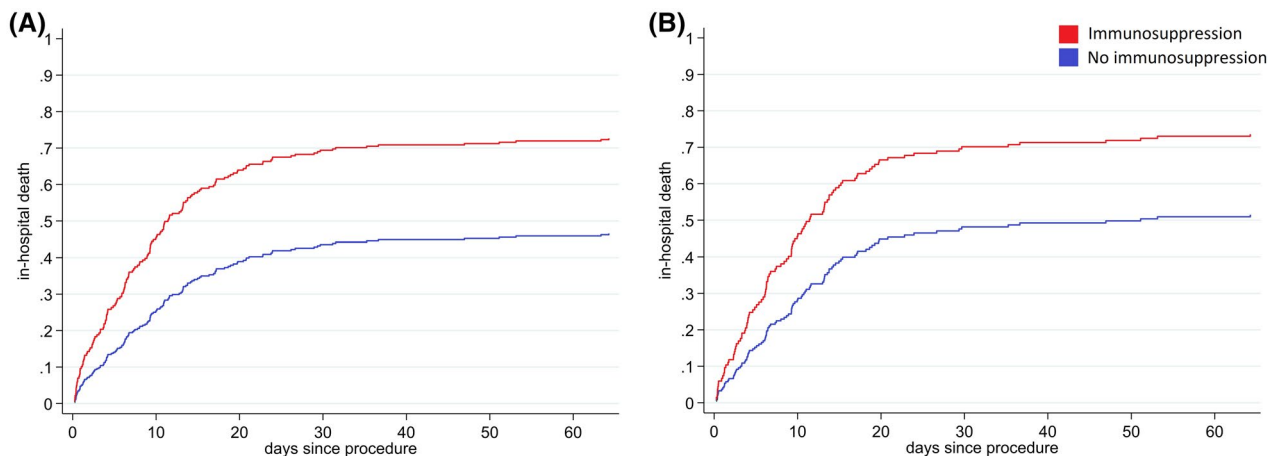 (A)
1
.9
.8
.7
.6
.5
.4
.3
.2
.1
0
in-hospital death
0 10 20 30 40 50 60
days since procedure
(B)
1
.9
.8
.7
.6
.5
.4
.3
.2
.1
0
in-hospital death
0 10 20 30 40 50 60
days since procedure
Immunosuppression
No immunosuppression